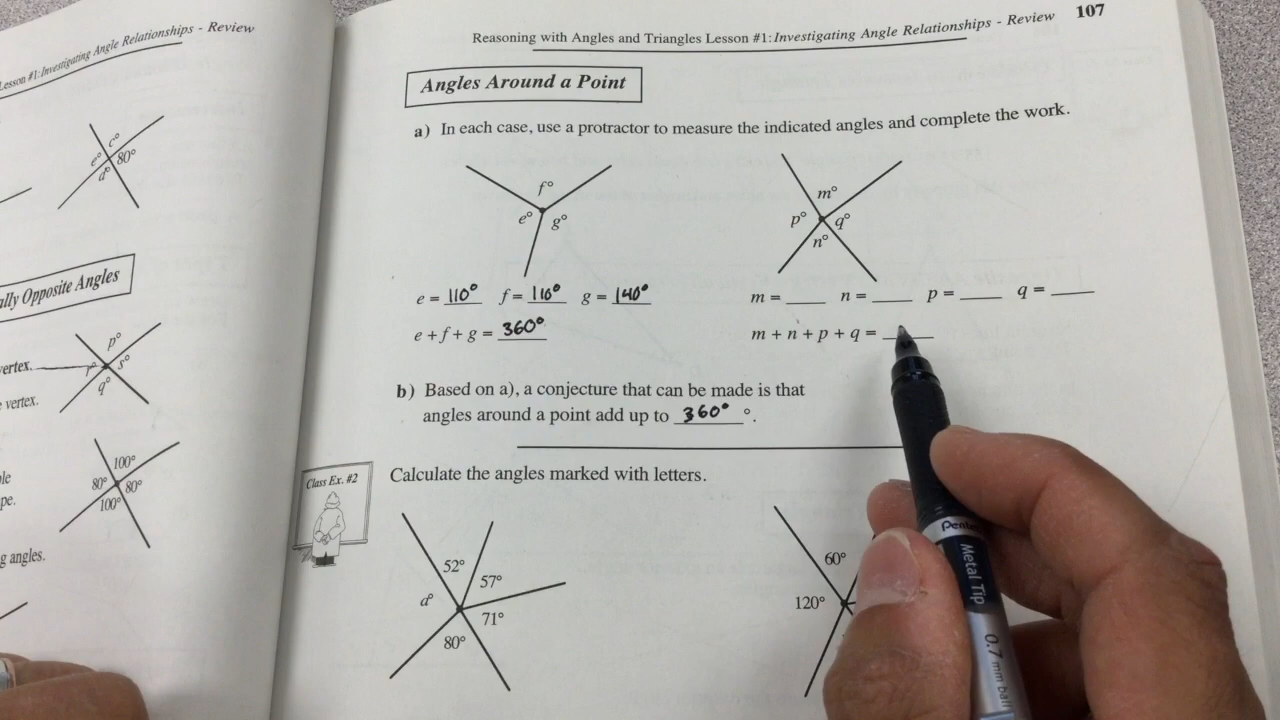 Lesson #1: Investigating Angle Relationships - Review
c°
e° 80°
d°
ally Opposite Angles
p°
vertex. r° s°
q°
vertex.
100°
80° 80°
100°
pe.
g angles.
Reasoning with Angles and Triangles Lesson #1: Investigating Angle Relationships - Review 107
Angles Around a Point
a) In each case, use a protractor to measure the indicated angles and complete the work.
f°
e° g°
m°
p° q°
n°
e = 110° f = 110° g = 140°
m = ____ n = ____ p = ____ q = ____
e + f + g = 360°
m + n + p + q = ____
b) Based on a), a conjecture that can be made is that
angles around a point add up to 360° °.
Class Ex. #2
Calculate the angles marked with letters.
52°
57°
a°
71°
80°
60°
120°
Pente
Metal Tip
0.7 mm ball